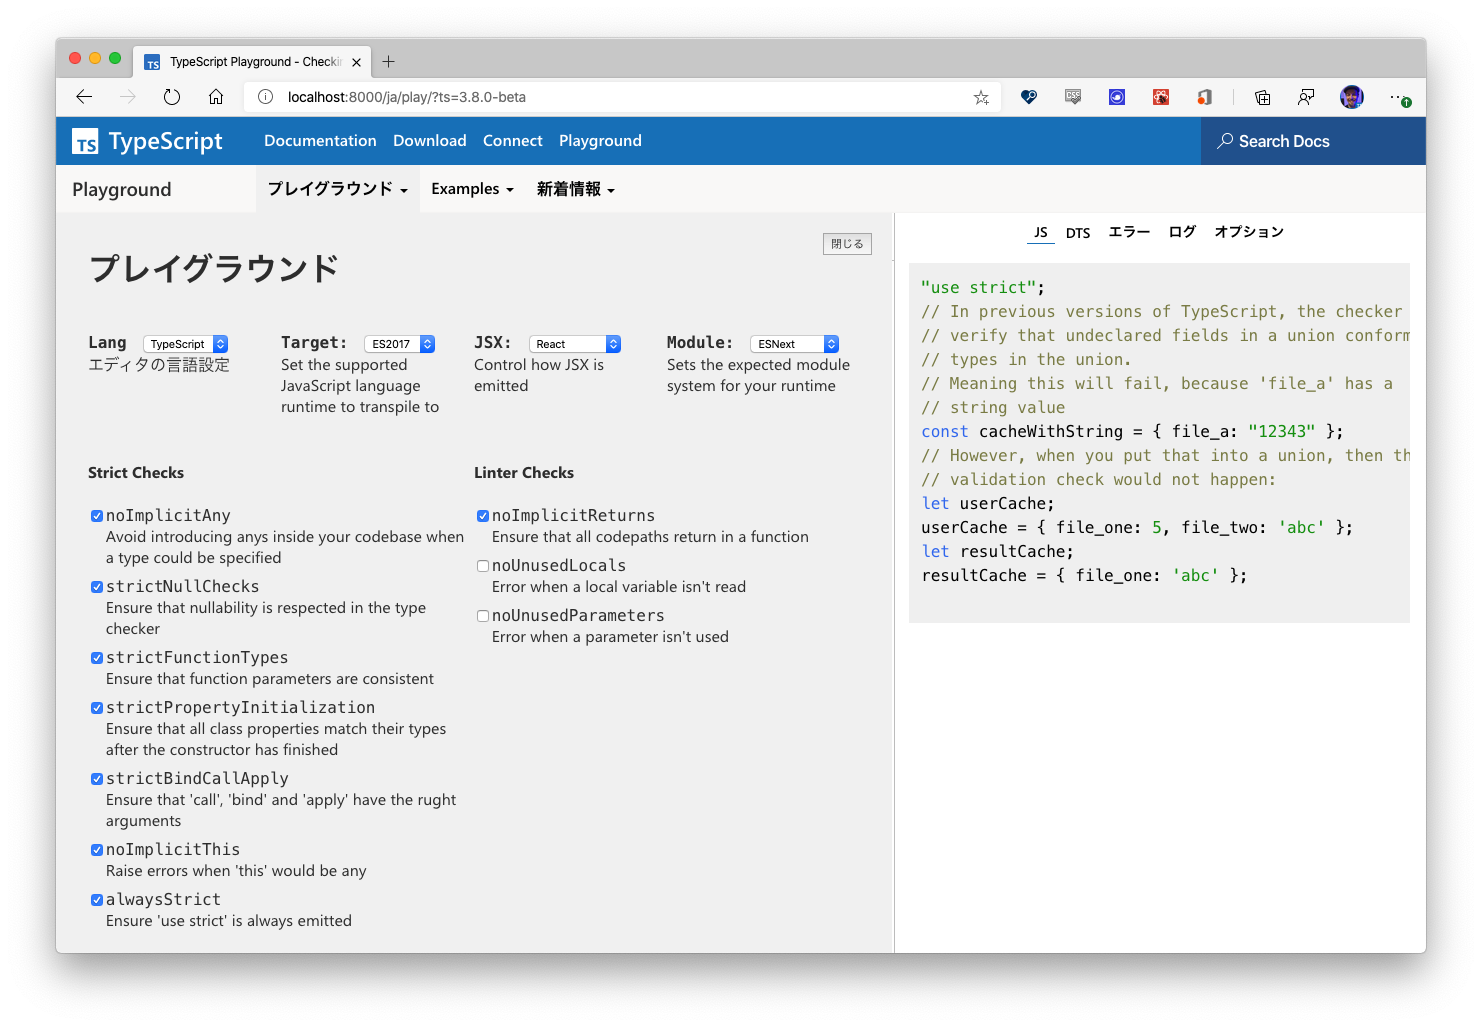 TypeScript Playground - Checkin
localhost:8000/ja/play/?ts=3.8.0-beta
TS TypeScript
Documentation Download Connect Playground
Search Docs
Playground
プレイグラウンド Examples 新着情報
閉じる
プレイグラウンド
Lang TypeScript
エディタの言語設定
Target: ES2017
Set the supported
JavaScript language
runtime to transpile to
JSX: React
Control how JSX is
emitted
Module: ESNext
Sets the expected module
system for your runtime
Strict Checks
noImplicitAny
Avoid introducing anys inside your codebase when
a type could be specified
strictNullChecks
Ensure that nullability is respected in the type
checker
strictFunctionTypes
Ensure that function parameters are consistent
strictPropertyInitialization
Ensure that all class properties match their types
after the constructor has finished
strictBindCallApply
Ensure that 'call', 'bind' and 'apply' have the rught
arguments
noImplicitThis
Raise errors when 'this' would be any
alwaysStrict
Ensure 'use strict' is always emitted
Linter Checks
noImplicitReturns
Ensure that all codepaths return in a function
noUnusedLocals
Error when a local variable isn't read
noUnusedParameters
Error when a parameter isn't used
JS DTS エラー ログ オプション
"use strict";
// In previous versions of TypeScript, the checker
// verify that undeclared fields in a union conform
// types in the union.
// Meaning this will fail, because 'file_a' has a
// string value
const cacheWithString = { file_a: "12343" };
// However, when you put that into a union, then th
// validation check would not happen:
let userCache;
userCache = { file_one: 5, file_two: 'abc' };
let resultCache;
resultCache = { file_one: 'abc' };